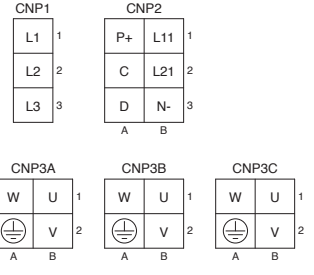 CNP1 CNP2
L1 1 P+ L11 1
L2 2 C L21 2
L3 3 D N- 3
A B
CNP3A CNP3B CNP3C
W U 1 W U 1 W U 1
V 2 V 2 V 2
A B A B A B